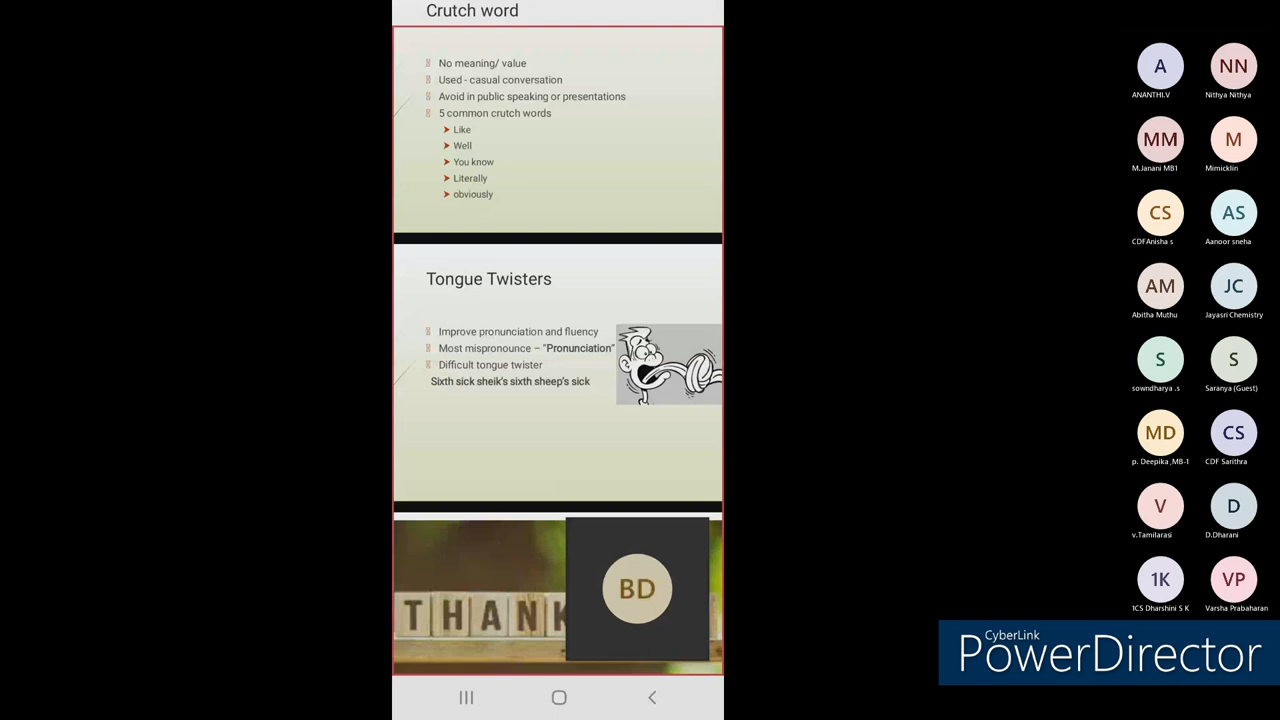 Crutch word
No meaning/ value
Used - casual conversation
Avoid in public speaking or presentations
5 common crutch words
Like
Well
You know
Literally
obviously
Tongue Twisters
Improve pronunciation and fluency
Most mispronounce – "Pronunciation"
Difficult tongue twister
Sixth sick sheik's sixth sheep's sick
THANK
BD
A
NN
ANANTHI.V
Nithya Nithya
MM
M
M.Janani MB1
Mimicklin
CS
AS
CDFAnisha s
Aanoor sneha
AM
JC
Abitha Muthu
Jayasri Chemistry
S
S
sowndharya .s
Saranya (Guest)
MD
CS
p. Deepika ,MB-1
CDF Sarithra
V
D
v.Tamilarasi
D.Dharani
1K
VP
1CS Dharshini S K
Varsha Prabaharan
CyberLink
PowerDirector